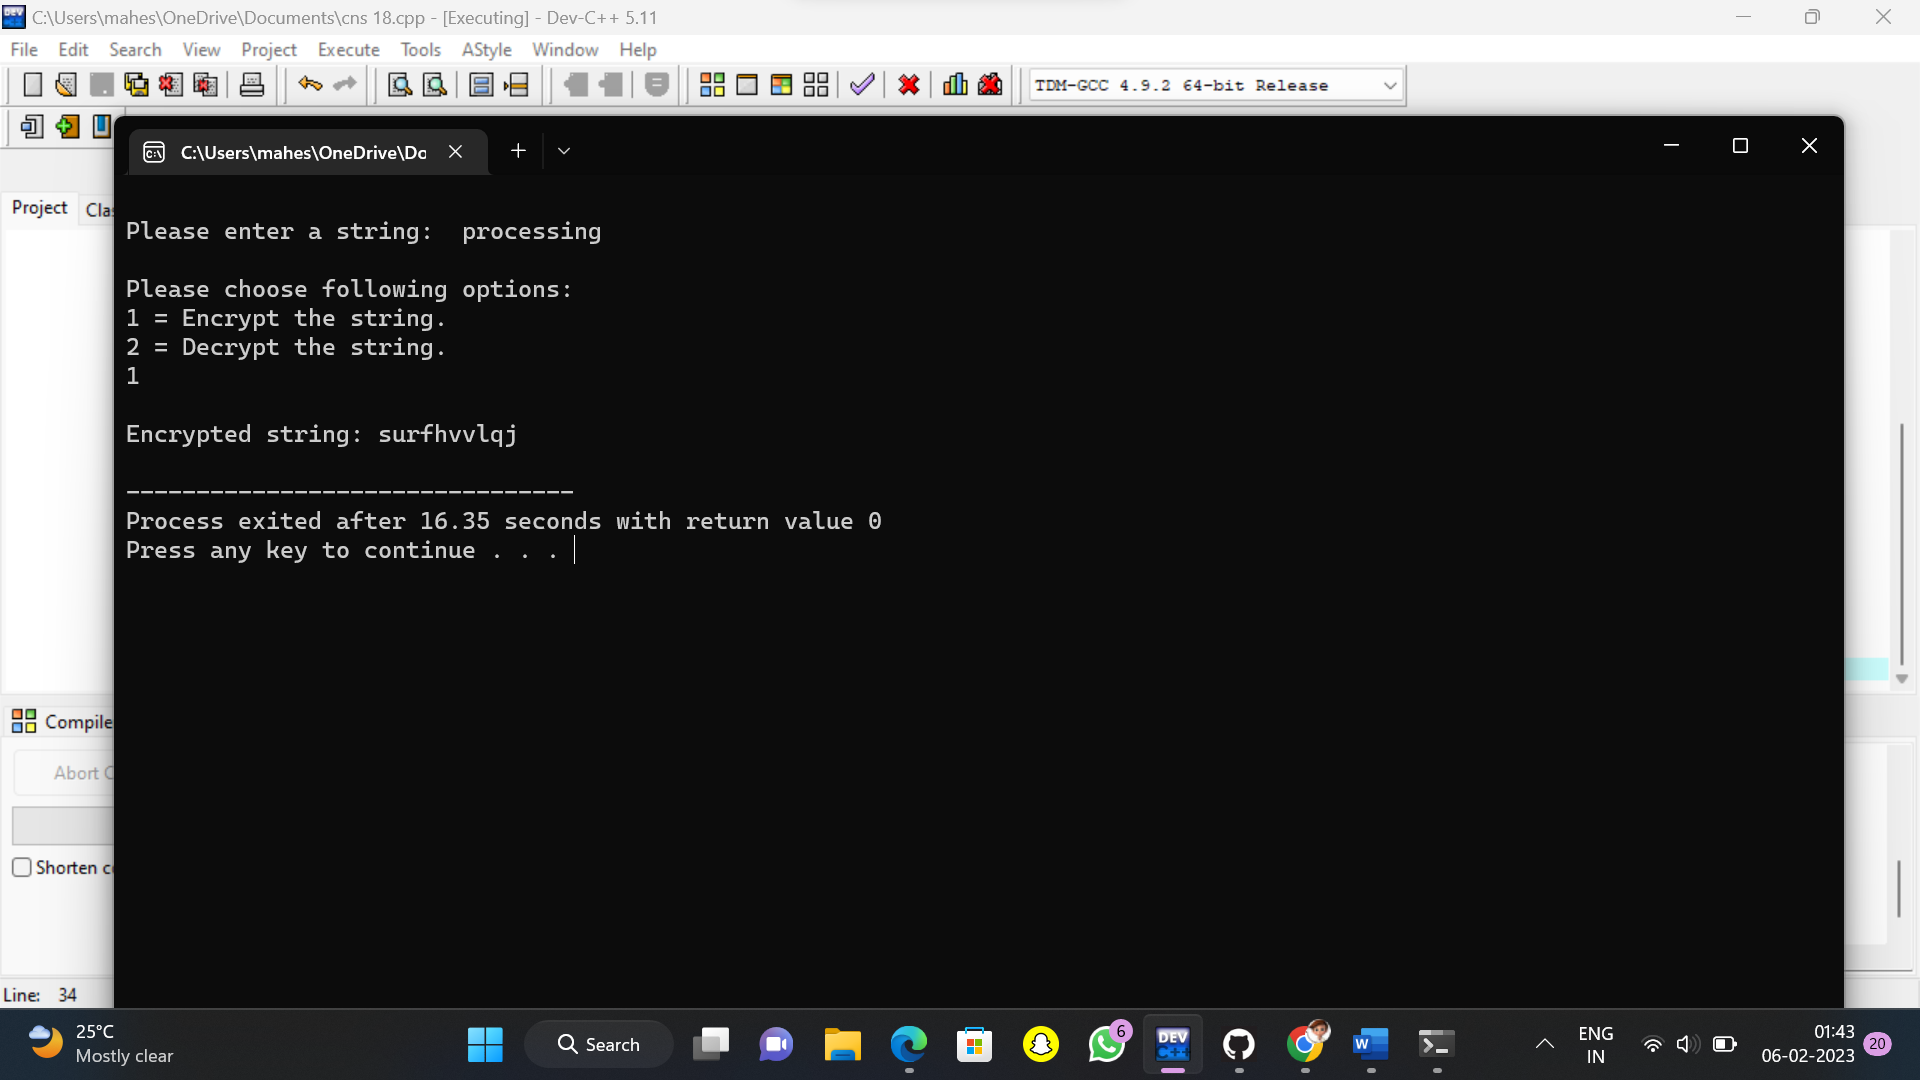 C:\Users\mahes\OneDrive\Documents\cns 18.cpp - [Executing] - Dev-C++ 5.11
File Edit Search View Project Execute Tools AStyle Window Help
TDM-GCC 4.9.2 64-bit Release
C:\Users\mahes\OneDrive\Do
Project Clas
Please enter a string:  processing
Please choose following options:
1 = Encrypt the string.
2 = Decrypt the string.
1
Encrypted string: surfhvvlqj
--------------------------------
Process exited after 16.35 seconds with return value 0
Press any key to continue . . .
Compile
Abort C
Shorten c
Line: 34
25°C
Mostly clear
Search
6
DEV
C++
ENG
IN
01:43
06-02-2023
20